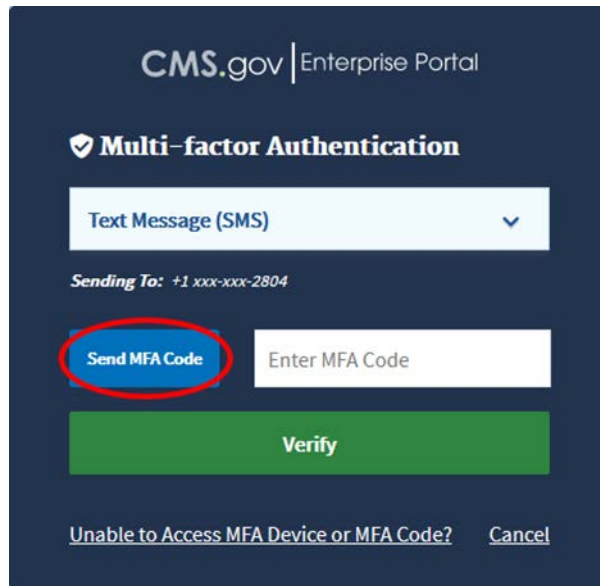 CMS.gov Enterprise Portal
Multi-factor Authentication
Text Message (SMS)
Sending To: +1 xxx-xxx-2804
Send MFA Code
Enter MFA Code
Verify
Unable to Access MFA Device or MFA Code?
Cancel